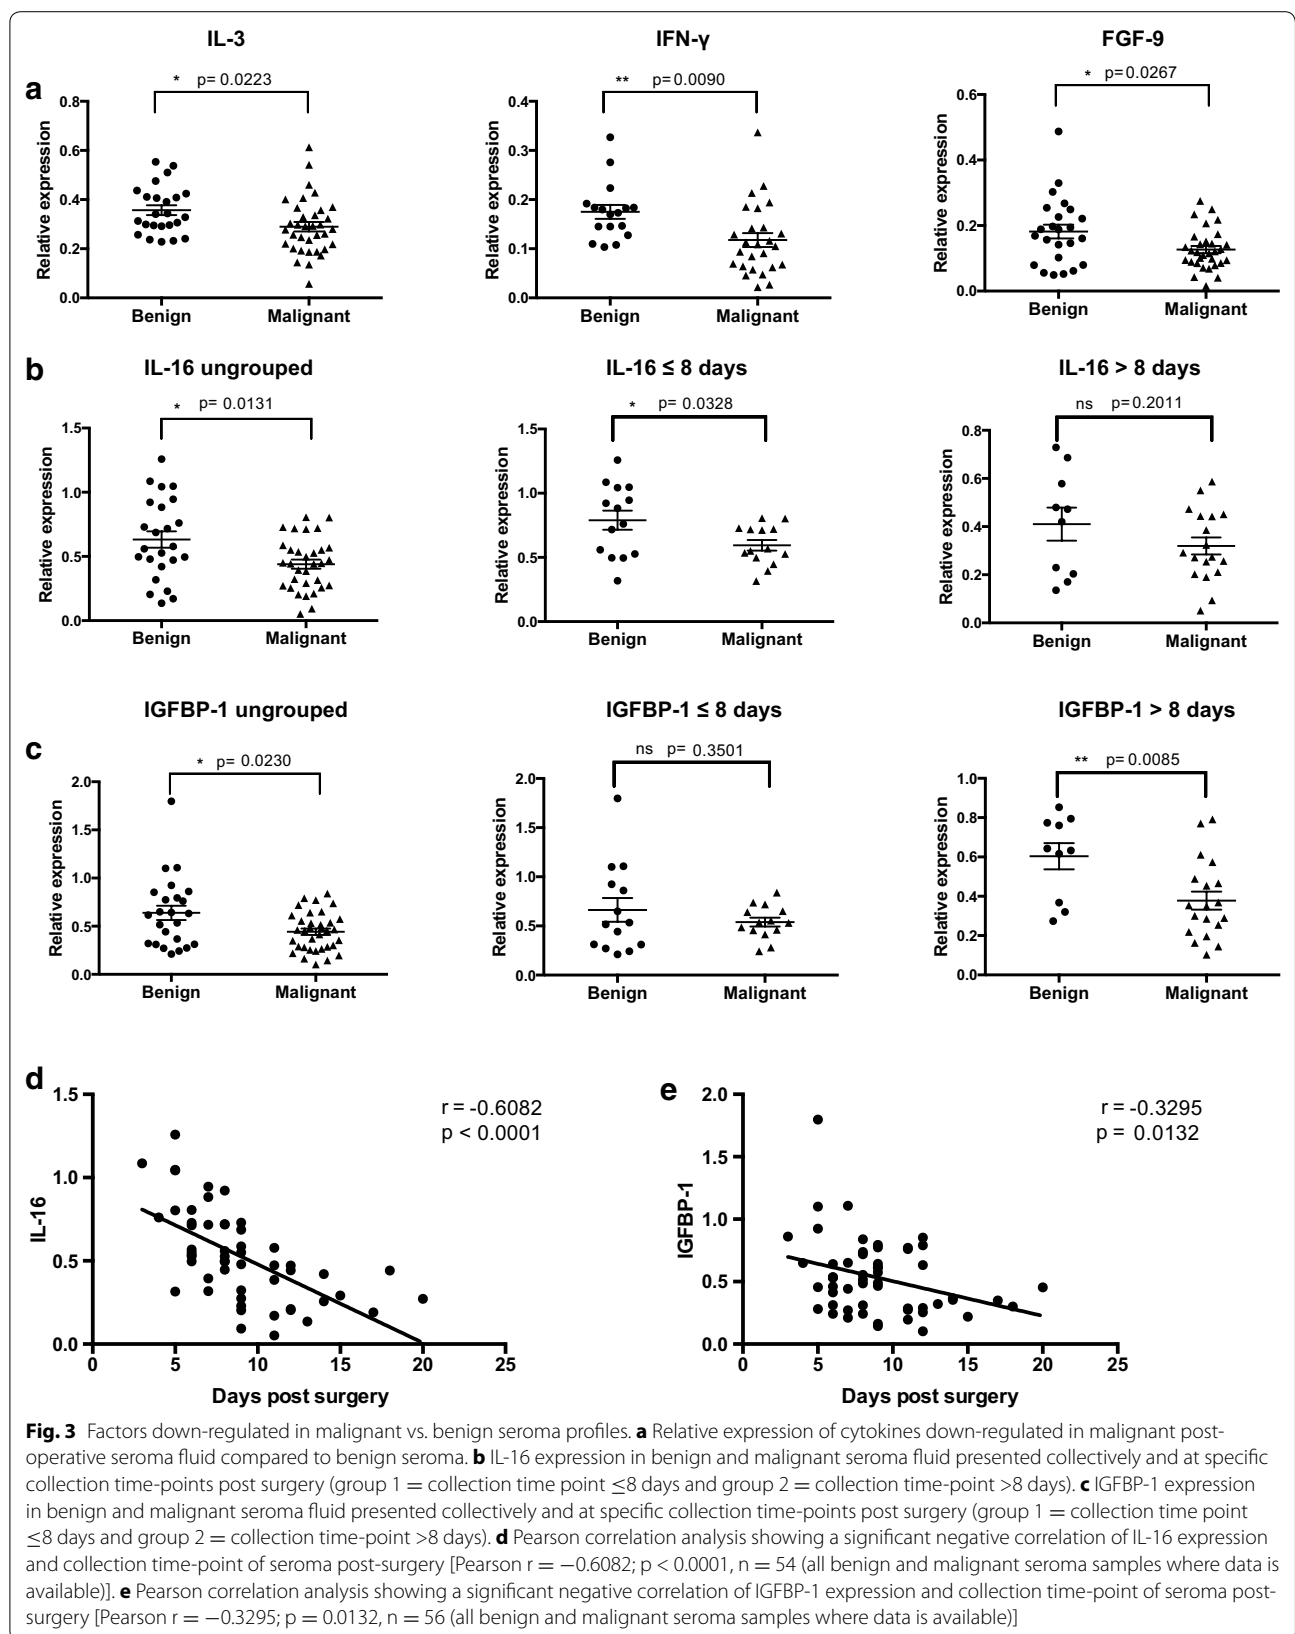 IL-3
IFN-γ
FGF-9
a
* p= 0.0223
** p= 0.0090
* p= 0.0267
Relative expression
0.8
0.6
0.4
0.2
0.0
Benign
Malignant
Relative expression
0.4
0.3
0.2
0.1
0.0
Benign
Malignant
Relative expression
0.6
0.4
0.2
0.0
Benign
Malignant
b
IL-16 ungrouped
IL-16 ≤ 8 days
IL-16 > 8 days
* p= 0.0131
* p= 0.0328
ns p=0.2011
Relative expression
1.5
1.0
0.5
0.0
Benign
Malignant
Relative expression
1.5
1.0
0.5
0.0
Benign
Malignant
Relative expression
0.8
0.6
0.4
0.2
0.0
Benign
Malignant
c
IGFBP-1 ungrouped
IGFBP-1 ≤ 8 days
IGFBP-1 > 8 days
* p= 0.0230
ns p= 0.3501
** p= 0.0085
Relative expression
2.0
1.5
1.0
0.5
0.0
Benign
Malignant
Relative expression
2.0
1.5
1.0
0.5
0.0
Benign
Malignant
Relative expression
1.0
0.8
0.6
0.4
0.2
0.0
Benign
Malignant
d
r = -0.6082
p < 0.0001
IL-16
1.5
1.0
0.5
0.0
0 5 10 15 20 25
Days post surgery
e
r = -0.3295
p = 0.0132
IGFBP-1
2.0
1.5
1.0
0.5
0.0
0 5 10 15 20 25
Days post surgery
Fig. 3 Factors down-regulated in malignant vs. benign seroma profiles. a Relative expression of cytokines down-regulated in malignant post-
operative seroma fluid compared to benign seroma. b IL-16 expression in benign and malignant seroma fluid presented collectively and at specific
collection time-points post surgery (group 1 = collection time point ≤8 days and group 2 = collection time-point >8 days). c IGFBP-1 expression
in benign and malignant seroma fluid presented collectively and at specific collection time-points post surgery (group 1 = collection time point
≤8 days and group 2 = collection time-point >8 days). d Pearson correlation analysis showing a significant negative correlation of IL-16 expression
and collection time-point of seroma post-surgery [Pearson r = −0.6082; p < 0.0001, n = 54 (all benign and malignant seroma samples where data is
available)]. e Pearson correlation analysis showing a significant negative correlation of IGFBP-1 expression and collection time-point of seroma post-
surgery [Pearson r = −0.3295; p = 0.0132, n = 56 (all benign and malignant seroma samples where data is available)]